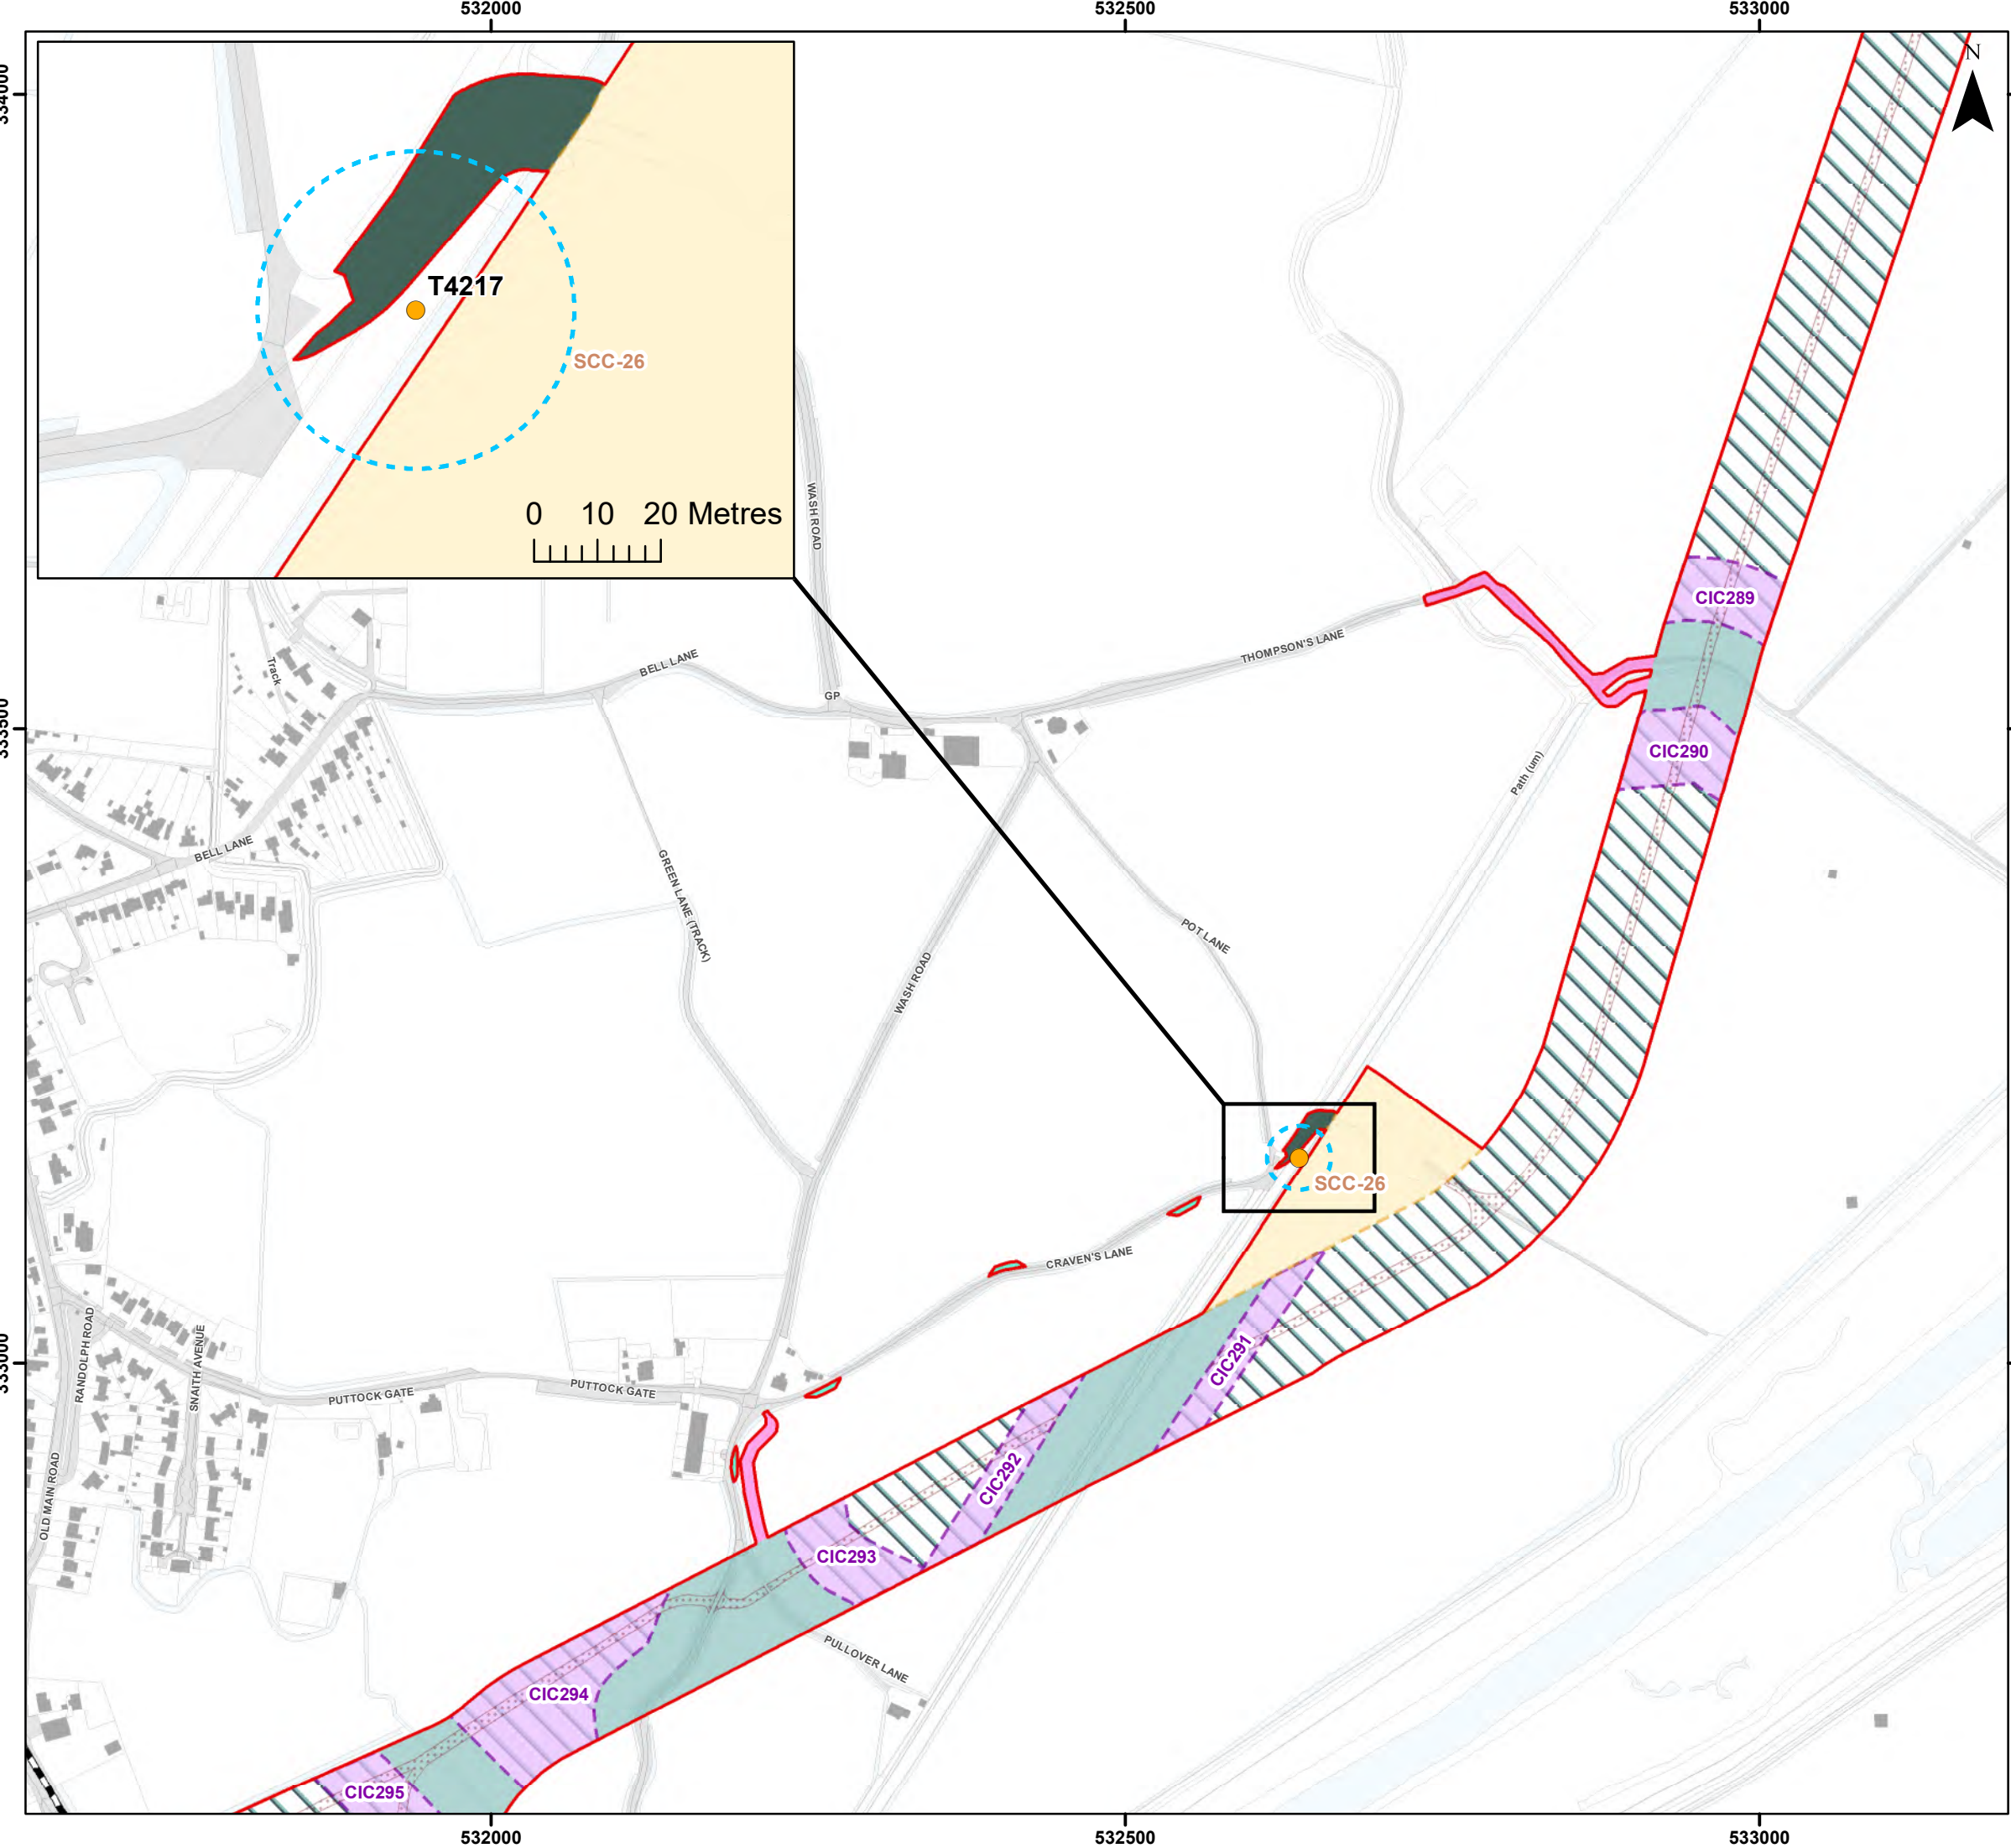 532000
532500
533000
N
334000
T4217
SCC-26
0 10 20 Metres
WASH ROAD
CIC289
THOMPSON'S LANE
BELL LANE
Track
GP
333500
CIC290
Path (um)
BELL LANE
GREEN LANE (TRACK)
POT LANE
WASH ROAD
SCC-26
CRAVEN'S LANE
CIC291
333000
RANDOLPH ROAD
SNAITH AVENUE
PUTTOCK GATE
PUTTOCK GATE
CIC292
OLD MAIN ROAD
CIC293
PULLOVER LANE
CIC294
CIC295
532000
532500
533000